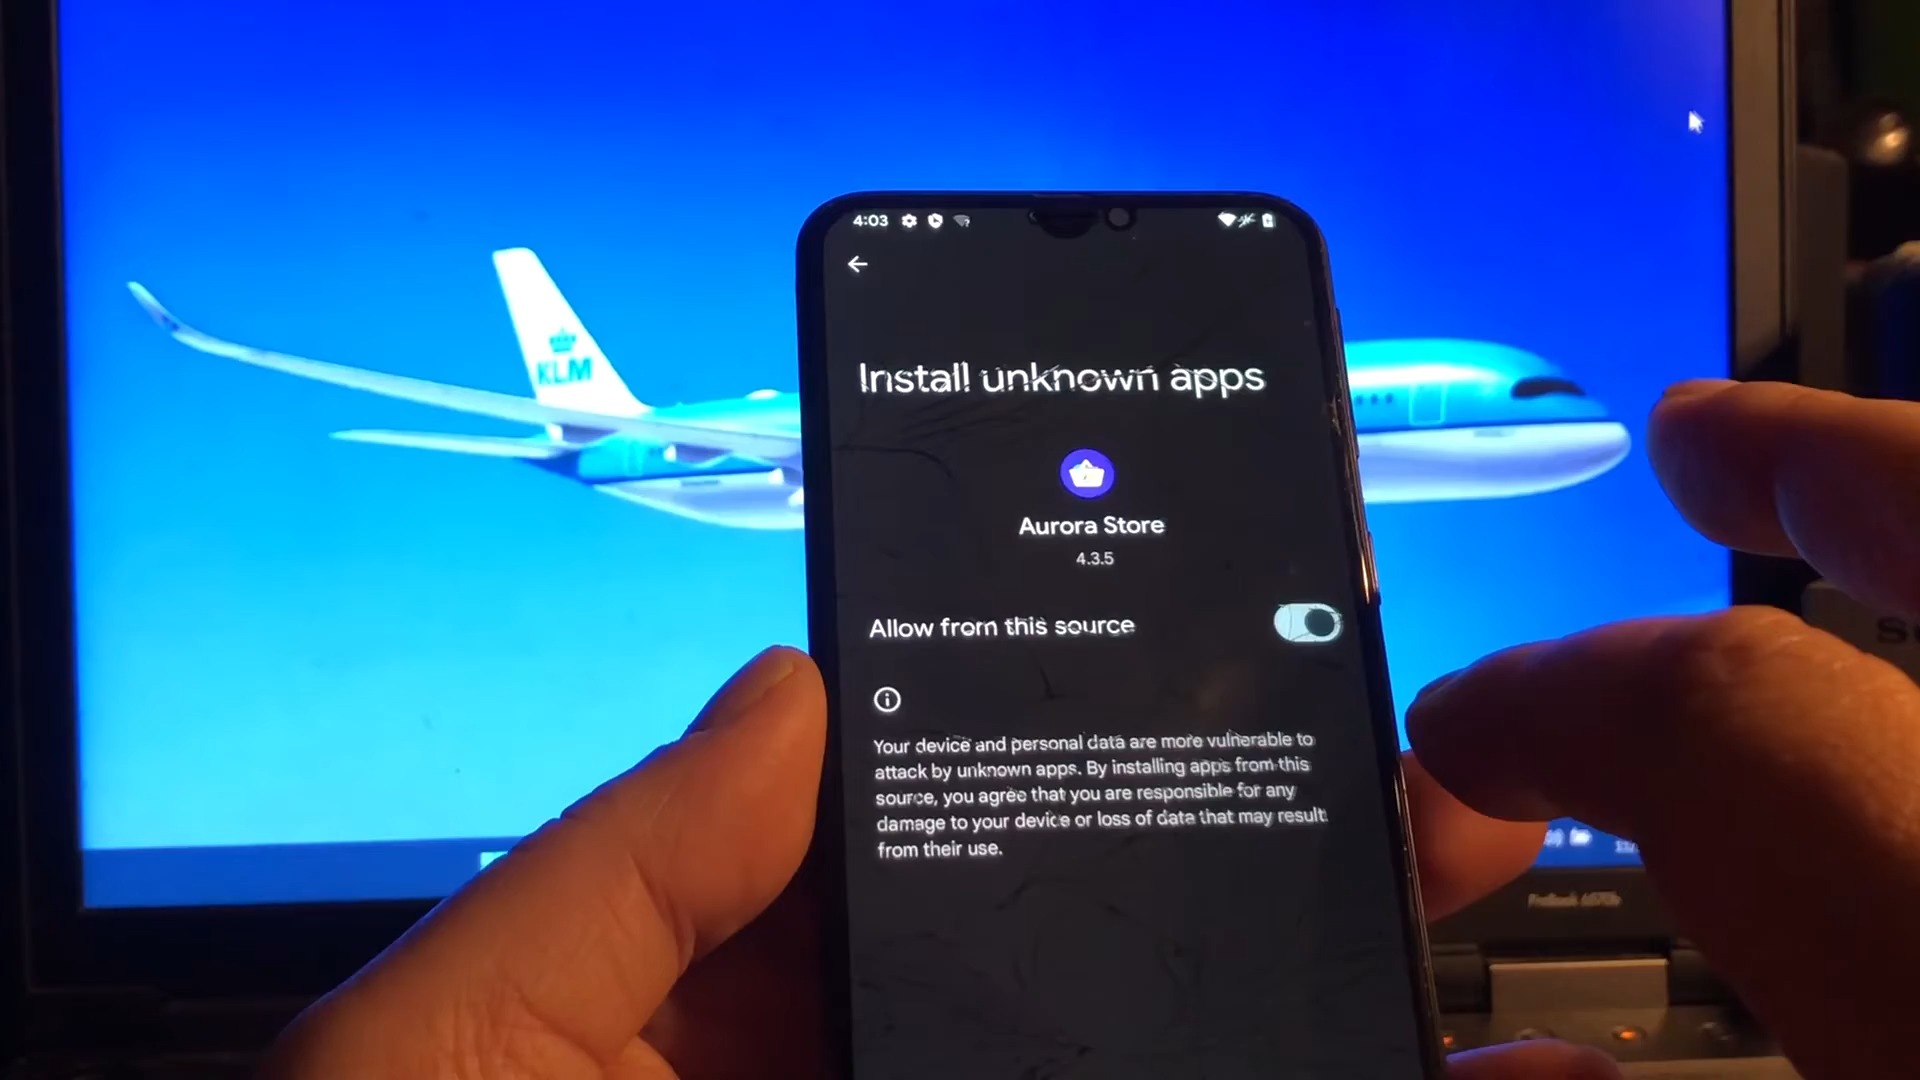 4:03
KLM
Install unknown apps
Aurora Store
4.3.5
Allow from this source
Your device and personal data are more vulnerable to
attack by unknown apps. By installing apps from this
source, you agree that you are responsible for any
damage to your device or loss of data that may result
from their use.
ProBook